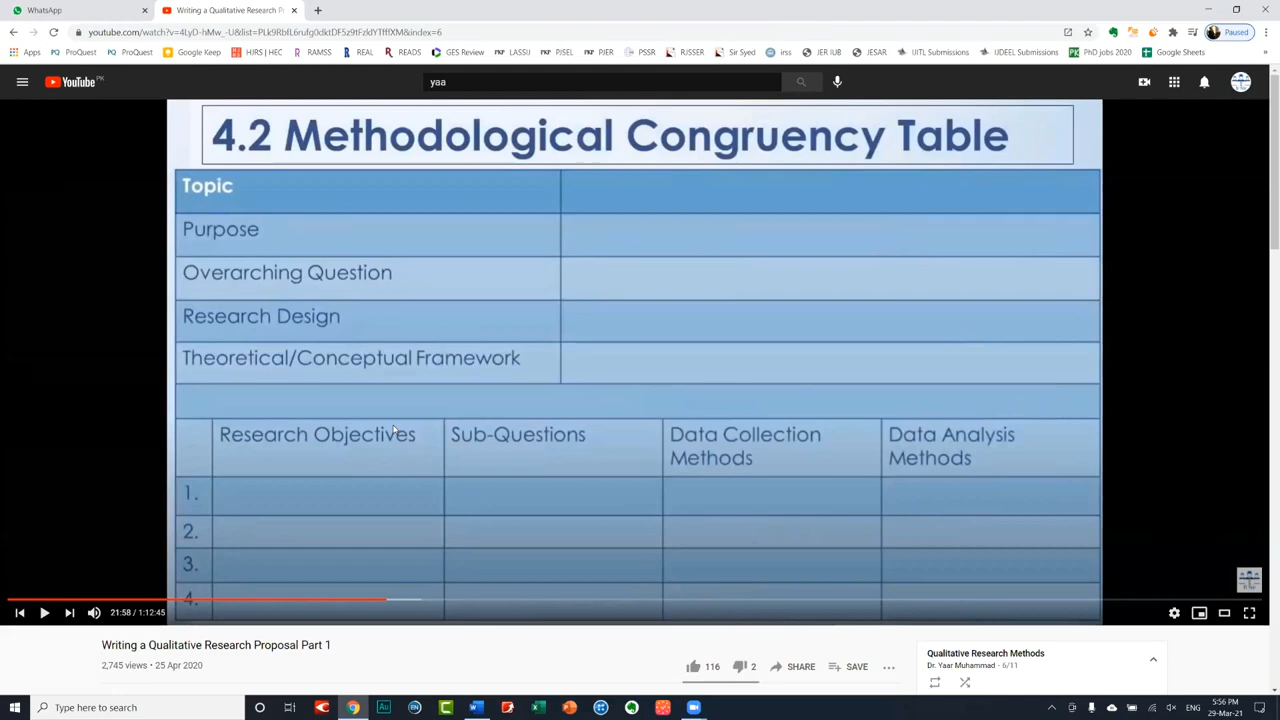 WhatsApp
Writing a Qualitative Research P
youtube.com/watch?v=4LyD-hMw_-U&list=PLk9RbfL6rufg0dktDF5z9tFzkIYTfffXM&index=6
Paused
Apps
ProQuest
ProQuest
Google Keep
HJRS | HEC
RAMSS
REAL
READS
GES Review
LASSIJ
PJSEL
PJER
PSSR
RJSSER
Sir Syed
irss
JER IUB
JESAR
IJITL Submissions
IJDEEL Submissions
PhD jobs 2020
Google Sheets
YouTube PK
yaa
4.2 Methodological Congruency Table
Topic
Purpose
Overarching Question
Research Design
Theoretical/Conceptual Framework
Research Objectives
Sub-Questions
Data Collection Methods
Data Analysis Methods
1.
2.
3.
4.
21:58 / 1:12:45
Writing a Qualitative Research Proposal Part 1
2,745 views • 25 Apr 2020
116
2
SHARE
SAVE
Qualitative Research Methods
Dr. Yaar Muhammad - 6/11
Type here to search
ENG
5:56 PM
29-Mar-21